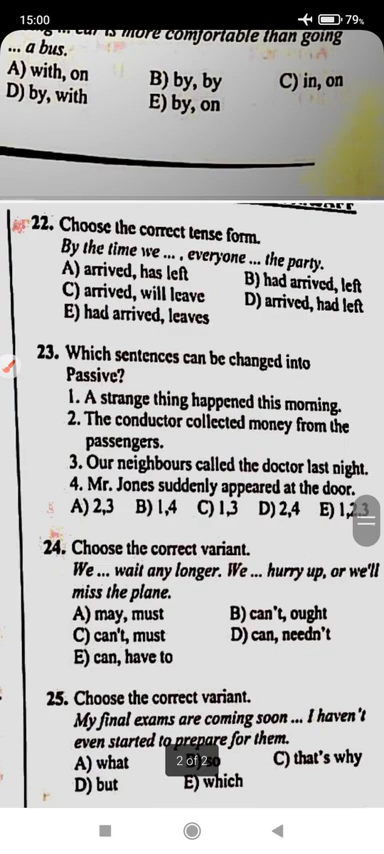 15:00
79%
car is more comfortable than going
... a bus.
A) with, on B) by, by C) in, on
D) by, with E) by, on
22. Choose the correct tense form.
By the time we ... , everyone ... the party.
A) arrived, has left B) had arrived, left
C) arrived, will leave D) arrived, had left
E) had arrived, leaves
23. Which sentences can be changed into
Passive?
1. A strange thing happened this morning.
2. The conductor collected money from the
passengers.
3. Our neighbours called the doctor last night.
4. Mr. Jones suddenly appeared at the door.
A) 2,3 B) 1,4 C) 1,3 D) 2,4 E) 1,2,3
24. Choose the correct variant.
We ... wait any longer. We ... hurry up, or we'll
miss the plane.
A) may, must B) can't, ought
C) can't, must D) can, needn't
E) can, have to
25. Choose the correct variant.
My final exams are coming soon ... I haven't
even started to prepare for them.
A) what B) so C) that's why
2 of 2
D) but E) which